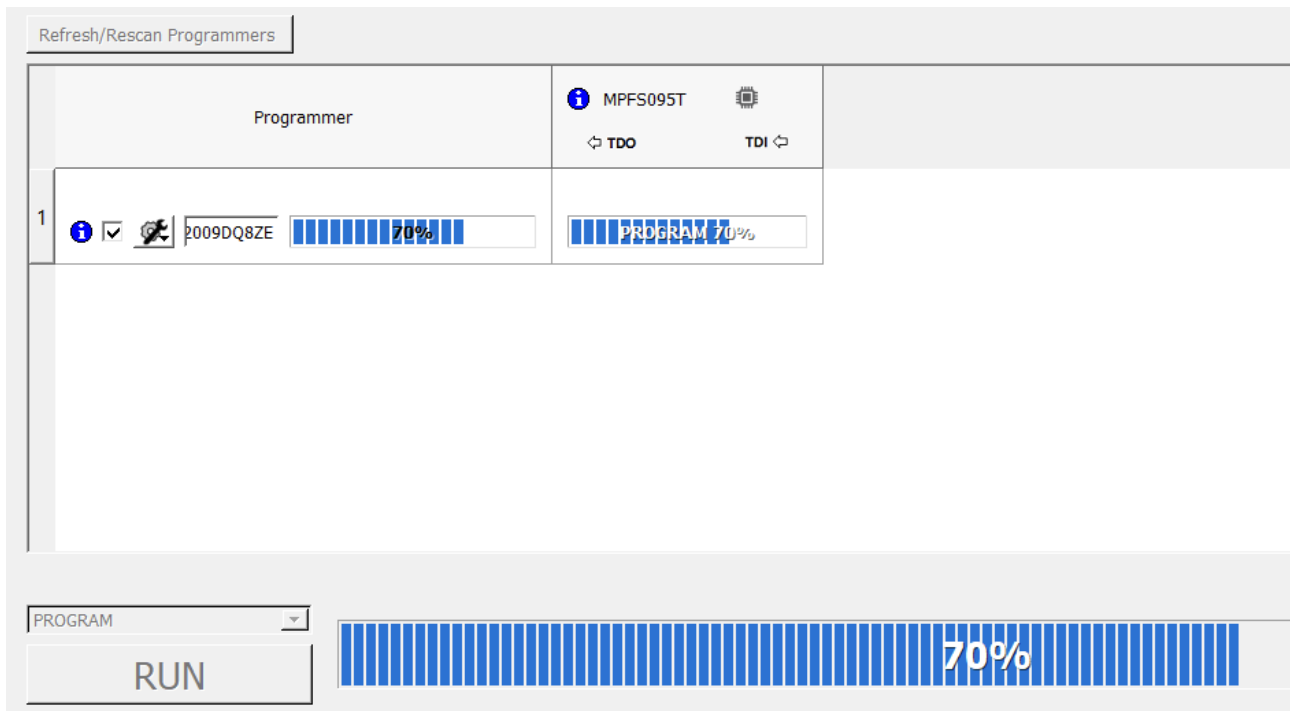 Refresh/Rescan Programmers
Programmer
MPFS095T
TDO TDI
1
2009DQ8ZE 70% PROGRAM 70%
PROGRAM
RUN
70%